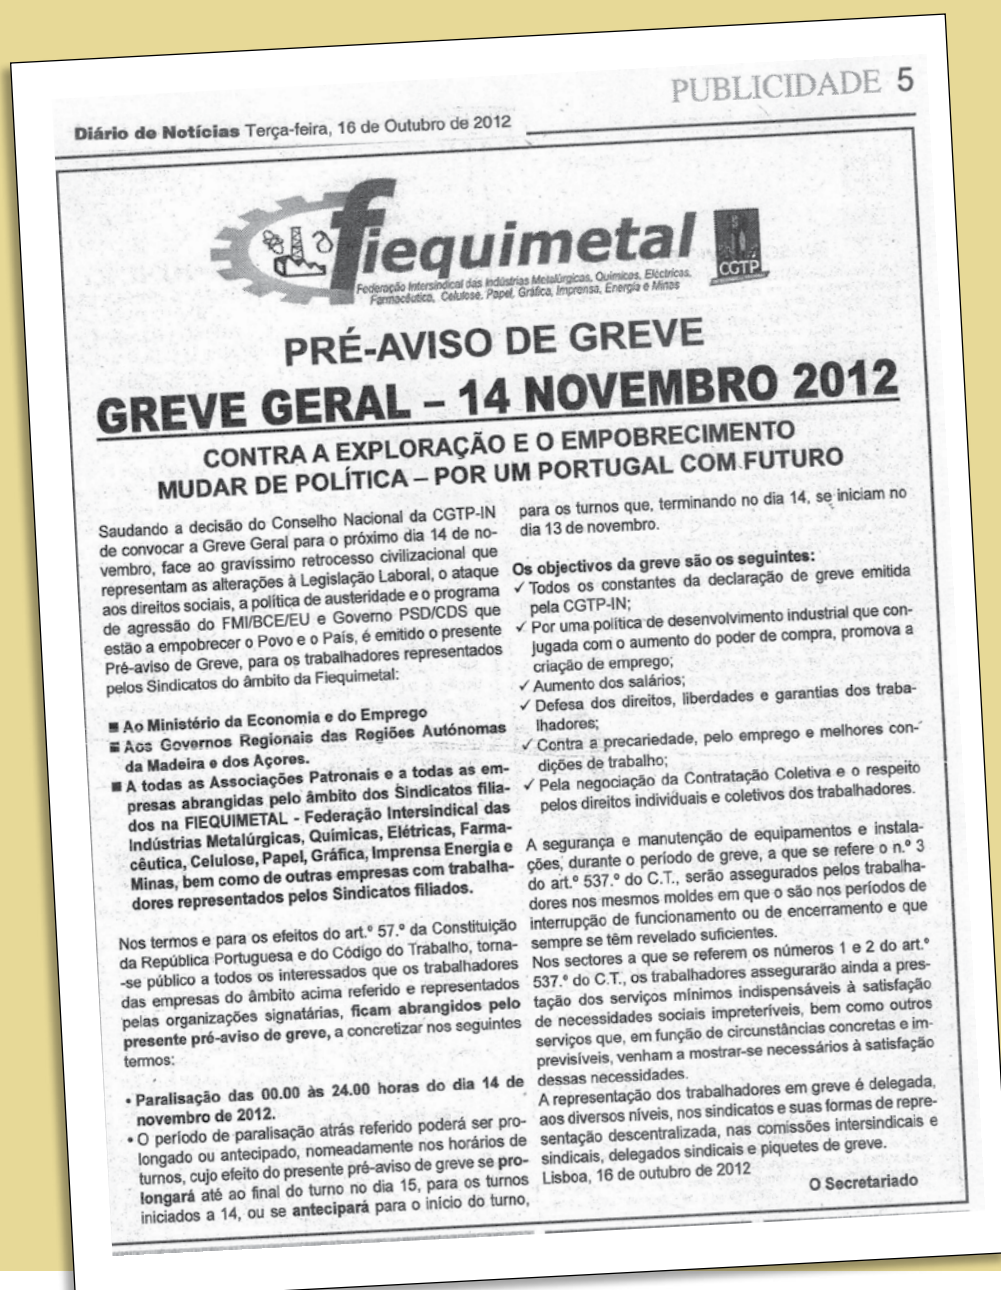 PUBLICIDADE 5
Diário de Notícias Terça-feira, 16 de Outubro de 2012
fiequimetal
CGTP
Federação Intersindical das Indústrias Metalúrgicas, Químicas, Eléctricas,
Farmacêutica, Celulose, Papel, Gráfica, Imprensa, Energia e Minas
PRÉ-AVISO DE GREVE
GREVE GERAL – 14 NOVEMBRO 2012
CONTRA A EXPLORAÇÃO E O EMPOBRECIMENTO
MUDAR DE POLÍTICA – POR UM PORTUGAL COM FUTURO
Saudando a decisão do Conselho Nacional da CGTP-IN
de convocar a Greve Geral para o próximo dia 14 de no-
vembro, face ao gravíssimo retrocesso civilizacional que
representam as alterações à Legislação Laboral, o ataque
aos direitos sociais, a política de austeridade e o programa
de agressão do FMI/BCE/EU e Governo PSD/CDS que
estão a empobrecer o Povo e o País, é emitido o presente
Pré-aviso de Greve, para os trabalhadores representados
pelos Sindicatos do âmbito da Fiequimetal:
■ Ao Ministério da Economia e do Emprego
■ Aos Governos Regionais das Regiões Autónomas
da Madeira e dos Açores.
■ A todas as Associações Patronais e a todas as em-
presas abrangidas pelo âmbito dos Sindicatos filia-
dos na FIEQUIMETAL - Federação Intersindical das
Indústrias Metalúrgicas, Químicas, Elétricas, Farma-
cêutica, Celulose, Papel, Gráfica, Imprensa Energia e
Minas, bem como de outras empresas com trabalha-
dores representados pelos Sindicatos filiados.
Nos termos e para os efeitos do art.º 57.º da Constituição
da República Portuguesa e do Código do Trabalho, torna-
-se público a todos os interessados que os trabalhadores
das empresas do âmbito acima referido e representados
pelas organizações signatárias, ficam abrangidos pelo
presente pré-aviso de greve, a concretizar nos seguintes
termos:
• Paralisação das 00.00 às 24.00 horas do dia 14 de
novembro de 2012.
• O período de paralisação atrás referido poderá ser pro-
longado ou antecipado, nomeadamente nos horários de
turnos, cujo efeito do presente pré-aviso de greve se pro-
longará até ao final do turno no dia 15, para os turnos
iniciados a 14, ou se antecipará para o início do turno,
para os turnos que, terminando no dia 14, se iniciam no
dia 13 de novembro.
Os objectivos da greve são os seguintes:
✓ Todos os constantes da declaração de greve emitida
pela CGTP-IN;
✓ Por uma política de desenvolvimento industrial que con-
jugada com o aumento do poder de compra, promova a
criação de emprego;
✓ Aumento dos salários;
✓ Defesa dos direitos, liberdades e garantias dos traba-
lhadores;
✓ Contra a precariedade, pelo emprego e melhores con-
dições de trabalho;
✓ Pela negociação da Contratação Coletiva e o respeito
pelos direitos individuais e coletivos dos trabalhadores.
A segurança e manutenção de equipamentos e instala-
ções, durante o período de greve, a que se refere o n.º 3
do art.º 537.º do C.T., serão assegurados pelos trabalha-
dores nos mesmos moldes em que o são nos períodos de
interrupção de funcionamento ou de encerramento e que
sempre se têm revelado suficientes.
Nos sectores a que se referem os números 1 e 2 do art.º
537.º do C.T., os trabalhadores assegurarão ainda a pres-
tação dos serviços mínimos indispensáveis à satisfação
de necessidades sociais impreteríveis, bem como outros
serviços que, em função de circunstâncias concretas e im-
previsíveis, venham a mostrar-se necessários à satisfação
dessas necessidades.
A representação dos trabalhadores em greve é delegada,
aos diversos níveis, nos sindicatos e suas formas de repre-
sentação descentralizada, nas comissões intersindicais e
sindicais, delegados sindicais e piquetes de greve.
Lisboa, 16 de outubro de 2012
O Secretariado